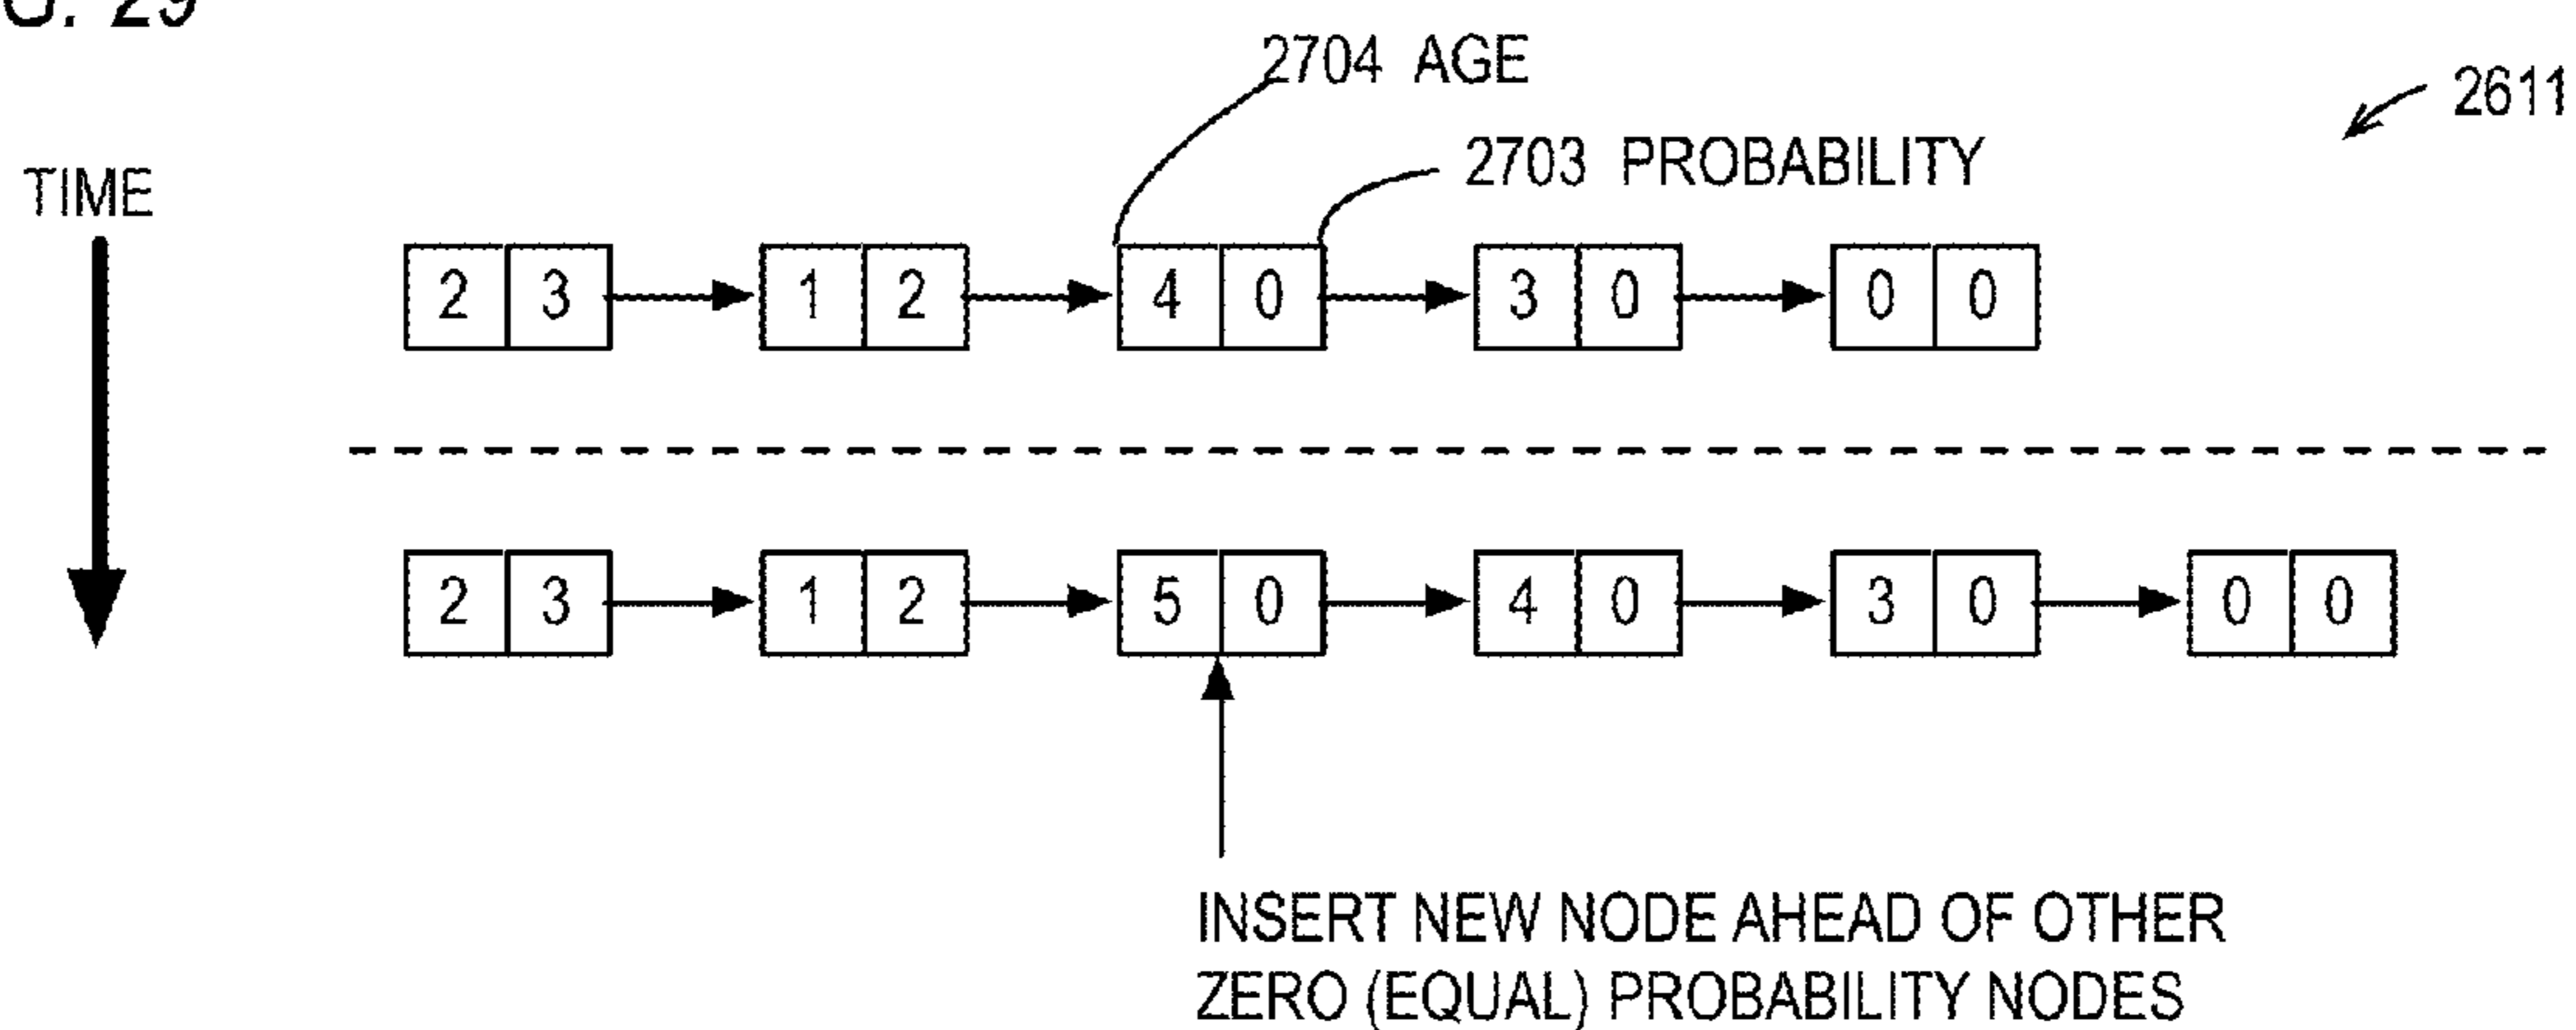 G. 29
2704 AGE
2611
2703 PROBABILITY
TIME
2 3 1 2 4 0 3 0 0 0
2 3 1 2 5 0 4 0 3 0 0 0
INSERT NEW NODE AHEAD OF OTHER
ZERO (EQUAL) PROBABILITY NODES